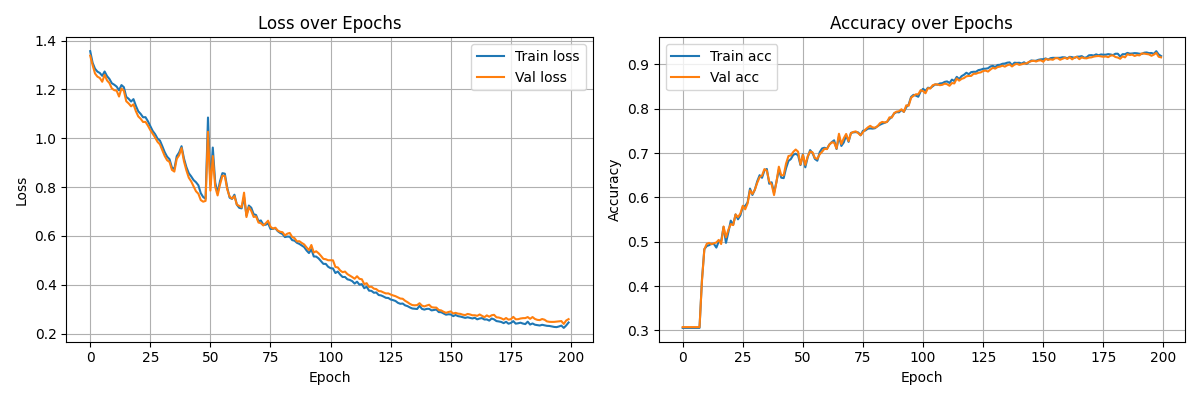 Loss over Epochs
Loss
1.4
1.2
1.0
0.8
0.6
0.4
0.2
Train loss
Val loss
0 25 50 75 100 125 150 175 200
Epoch
Accuracy over Epochs
Accuracy
0.9
0.8
0.7
0.6
0.5
0.4
0.3
Train acc
Val acc
0 25 50 75 100 125 150 175 200
Epoch